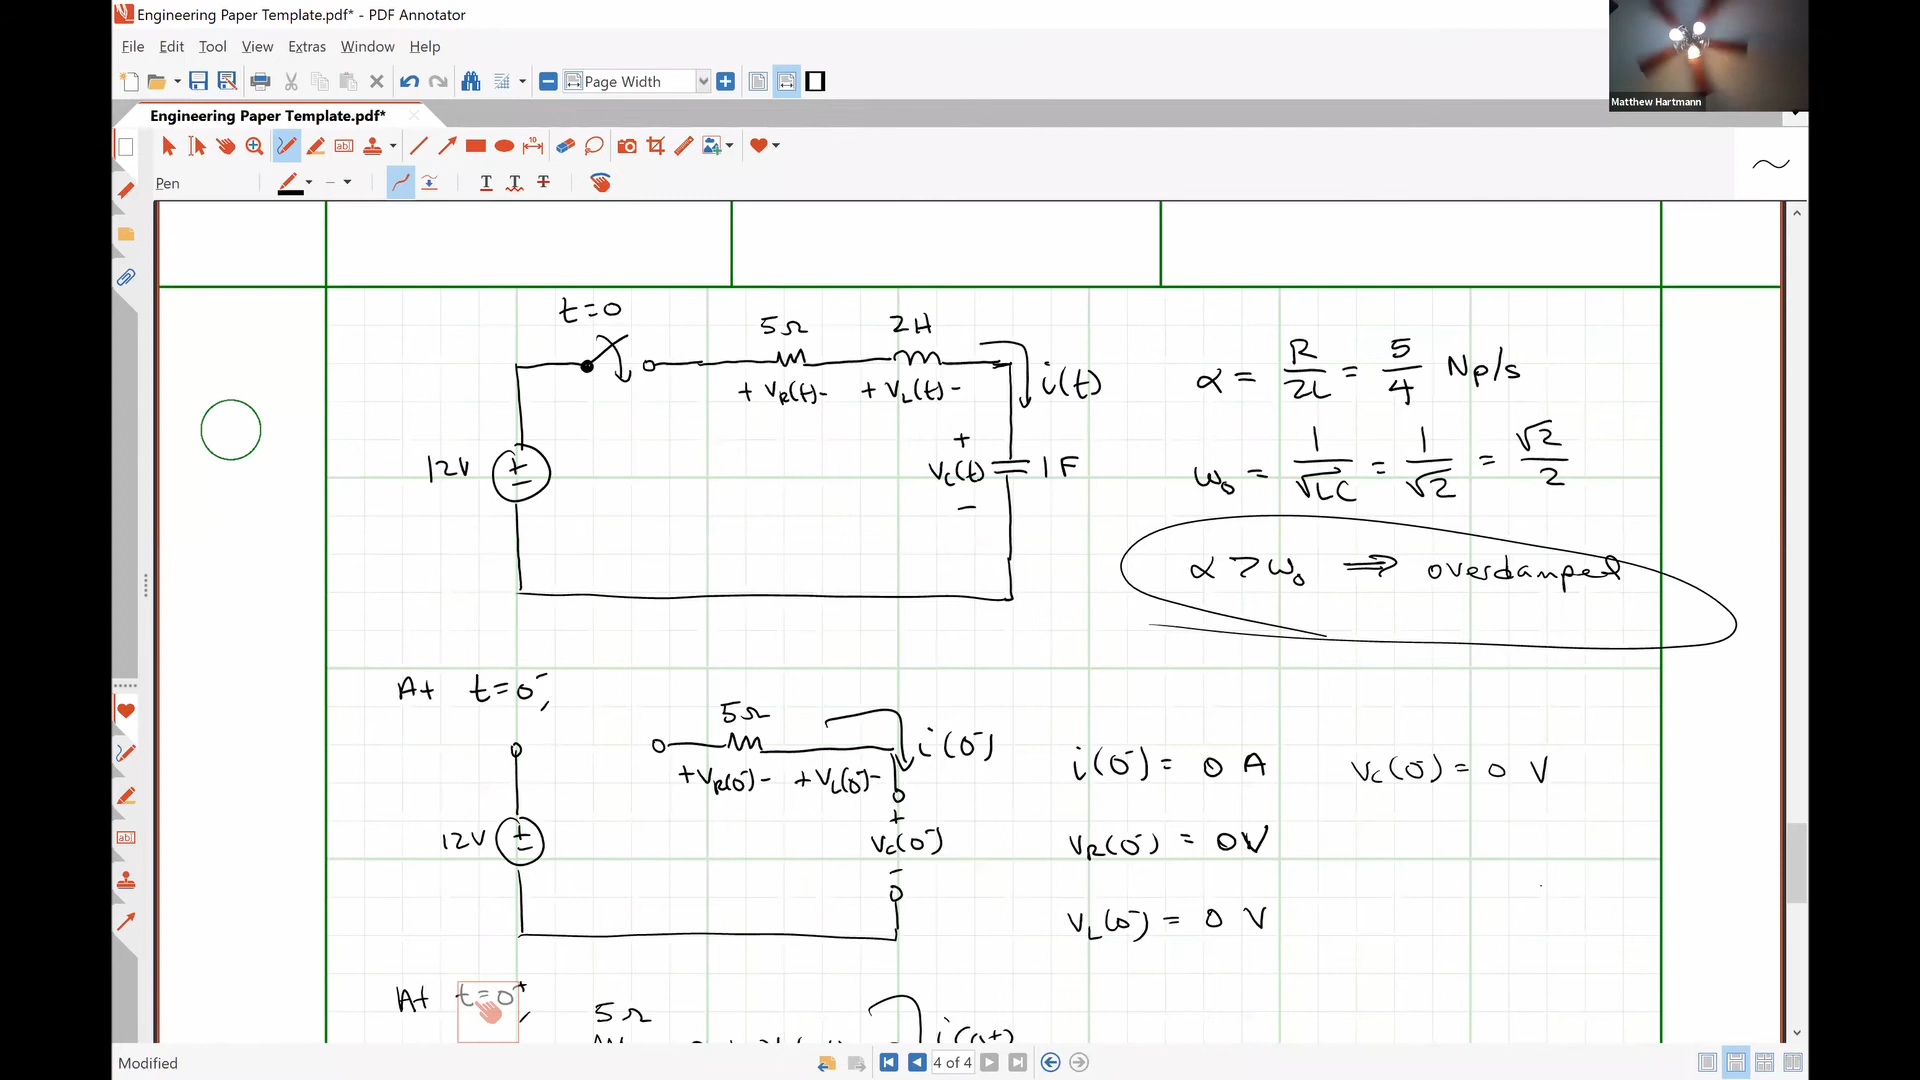 Engineering Paper Template.pdf* - PDF Annotator
File Edit Tool View Extras Window Help
Page Width
Matthew Hartmann
Engineering Paper Template.pdf*
Pen
t=0
5Ω 2H
+ VR(t) - + VL(t) - i(t)
12V + - + Vc(t) - 1F
α = R/2L = 5/4 Np/s
ω₀ = 1/√LC = 1/√2 = √2/2
α > ω₀ ⇒ overdamped
At t=0⁻,
5Ω
+VR(0⁻)- +VL(0⁻)- i(0⁻)
12V + - + Vc(0⁻) -
i(0⁻) = 0 A Vc(0⁻) = 0 V
VR(0⁻) = 0V
VL(0⁻) = 0 V
At t=0⁺,
5Ω
i(0+)
Modified
4 of 4